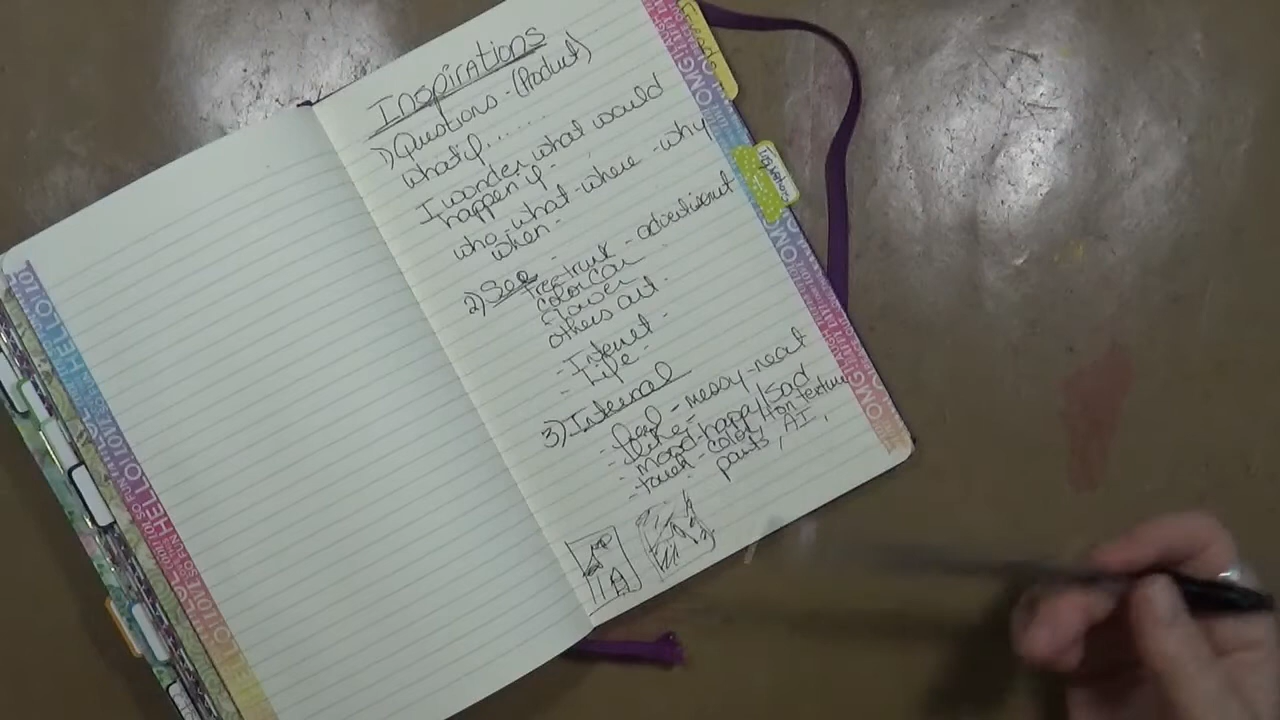 Inspirations
1) Questions - (Product)
what if......
I wonder what would
happen if -
who - what - where - why
when -
2) See -
Tree trunk - advertisment
color car
flower
others art.
- Internet -
- Life -
3) Internal
- feel - messy - neat
- like -
- mood - happy/sad
- touch - color, texture
paints, AI,
OMG!
HELLO!
LOL
SO FUN